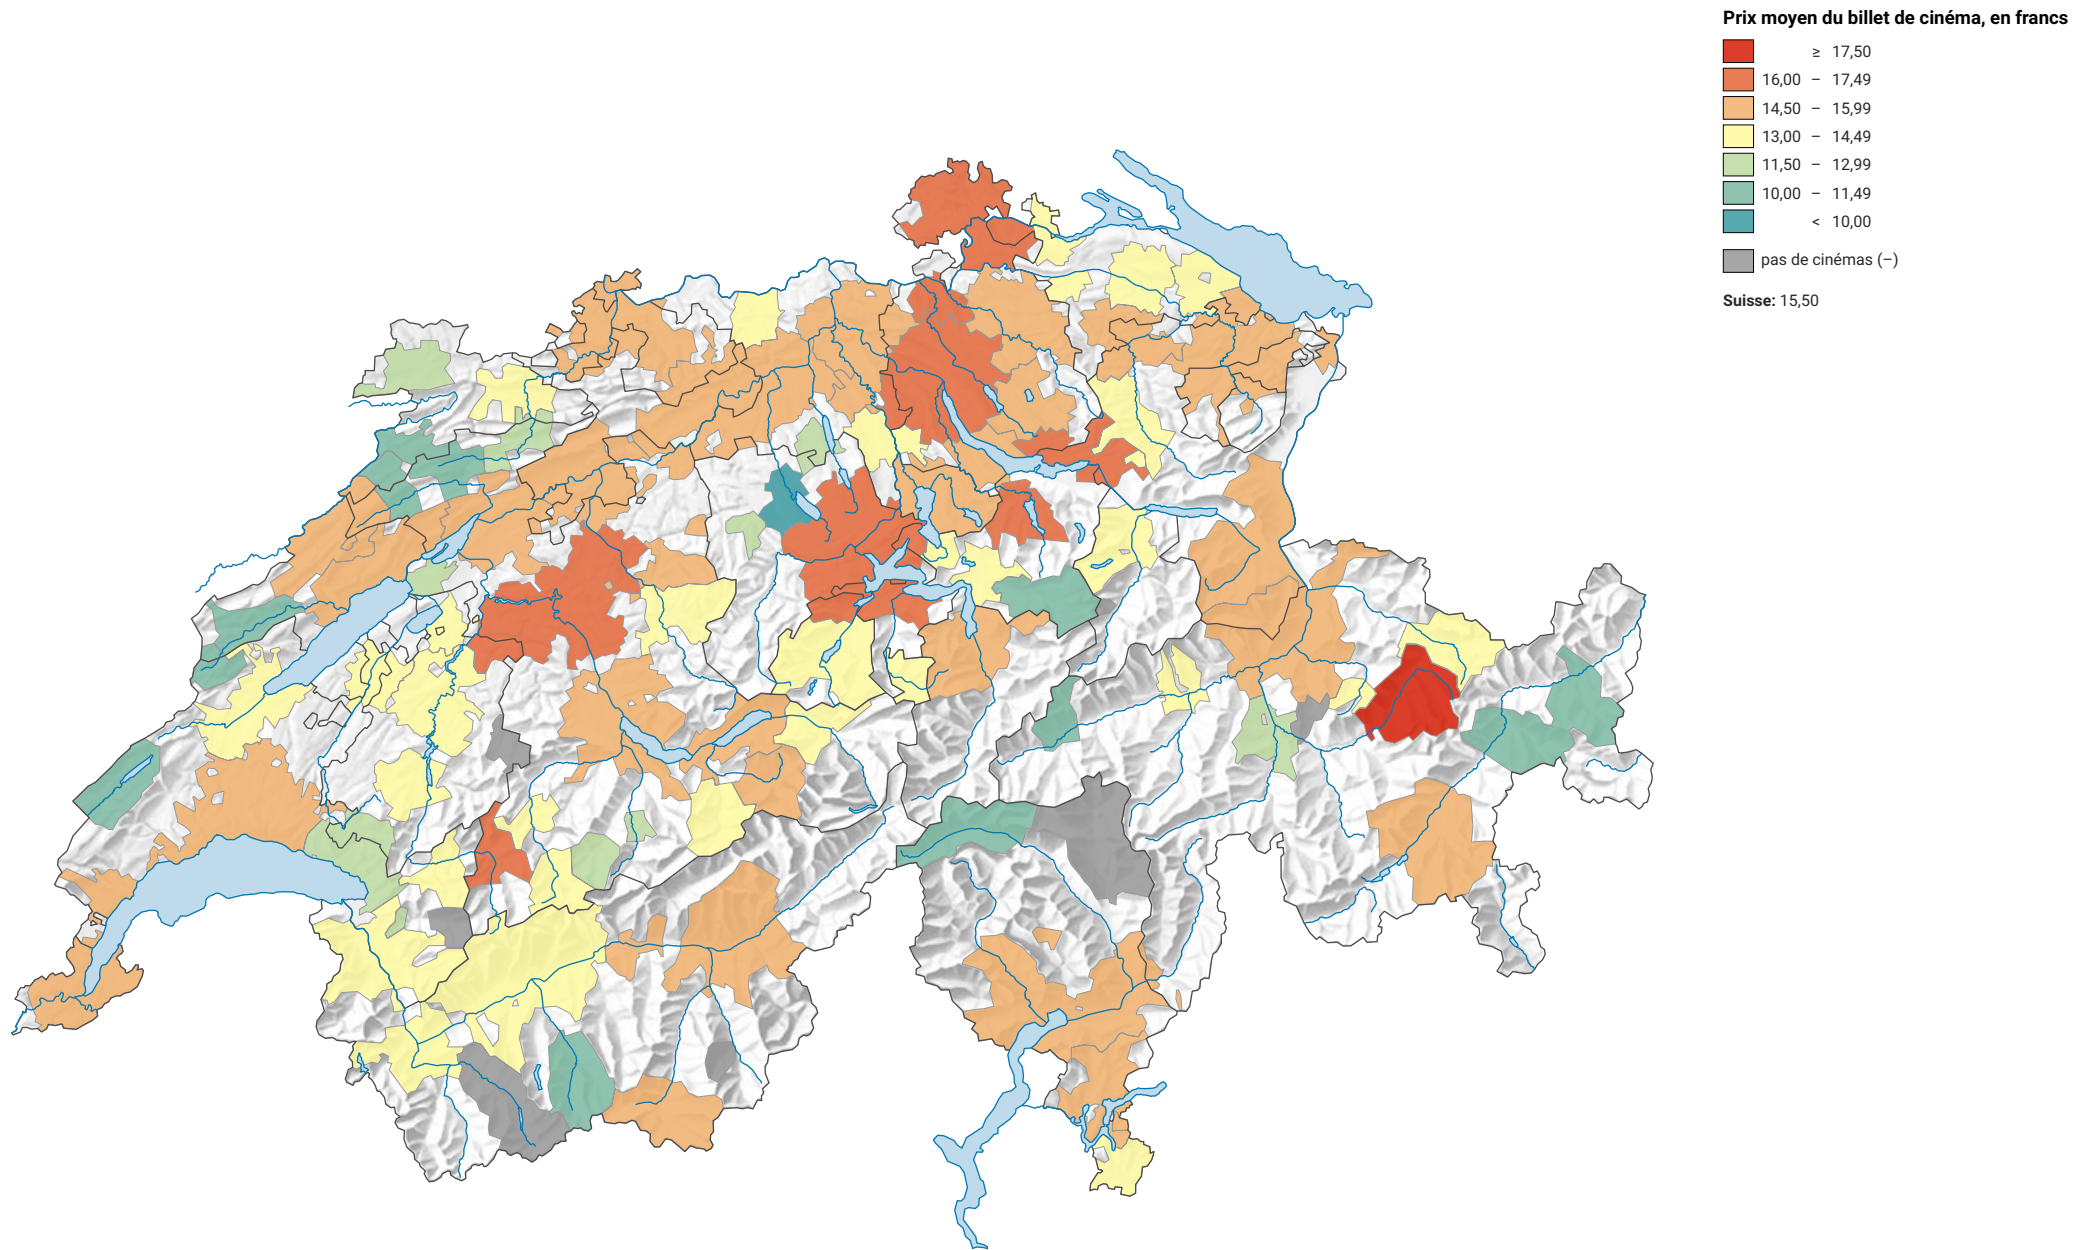 Prix moyen du billet de cinéma, en francs
≥ 17,50
16,00 – 17,49
14,50 – 15,99
13,00 – 14,49
11,50 – 12,99
10,00 – 11,49
< 10,00
pas de cinémas (–)
Suisse: 15,50